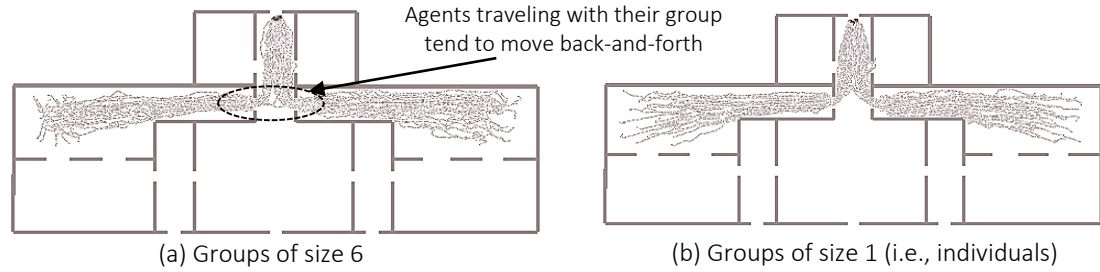 Agents traveling with their group
tend to move back-and-forth
(a) Groups of size 6
(b) Groups of size 1 (i.e., individuals)